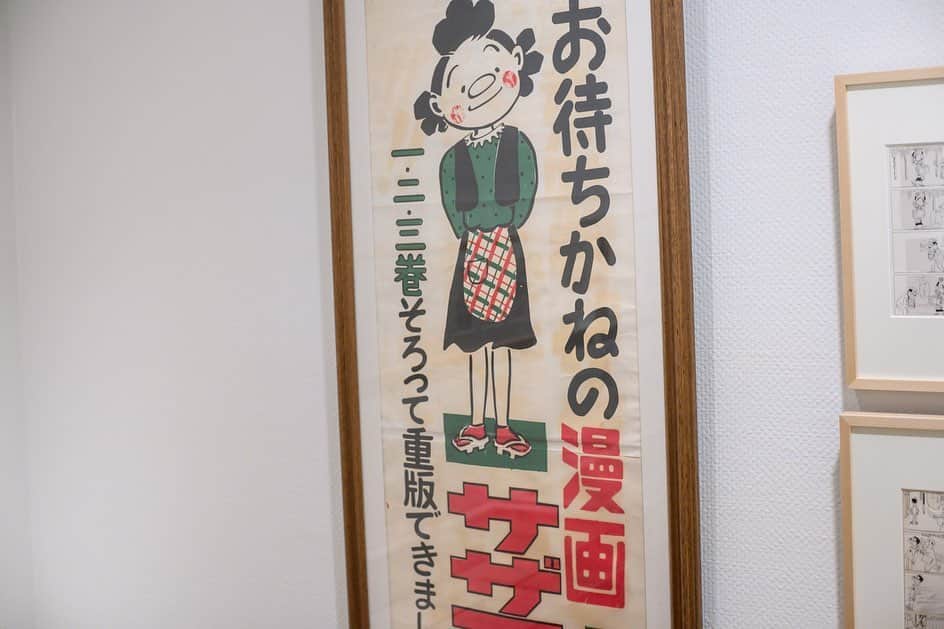 お待ちかねの漫画
サザ
一・二・三巻そろって重版できま